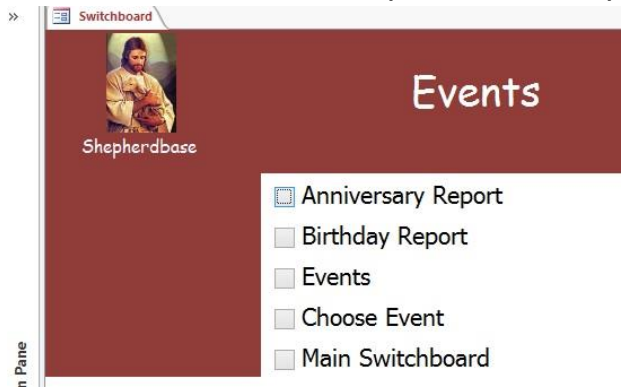 »
Switchboard
Events
Shepherdbase
Anniversary Report
Birthday Report
Events
Choose Event
Main Switchboard
n Pane